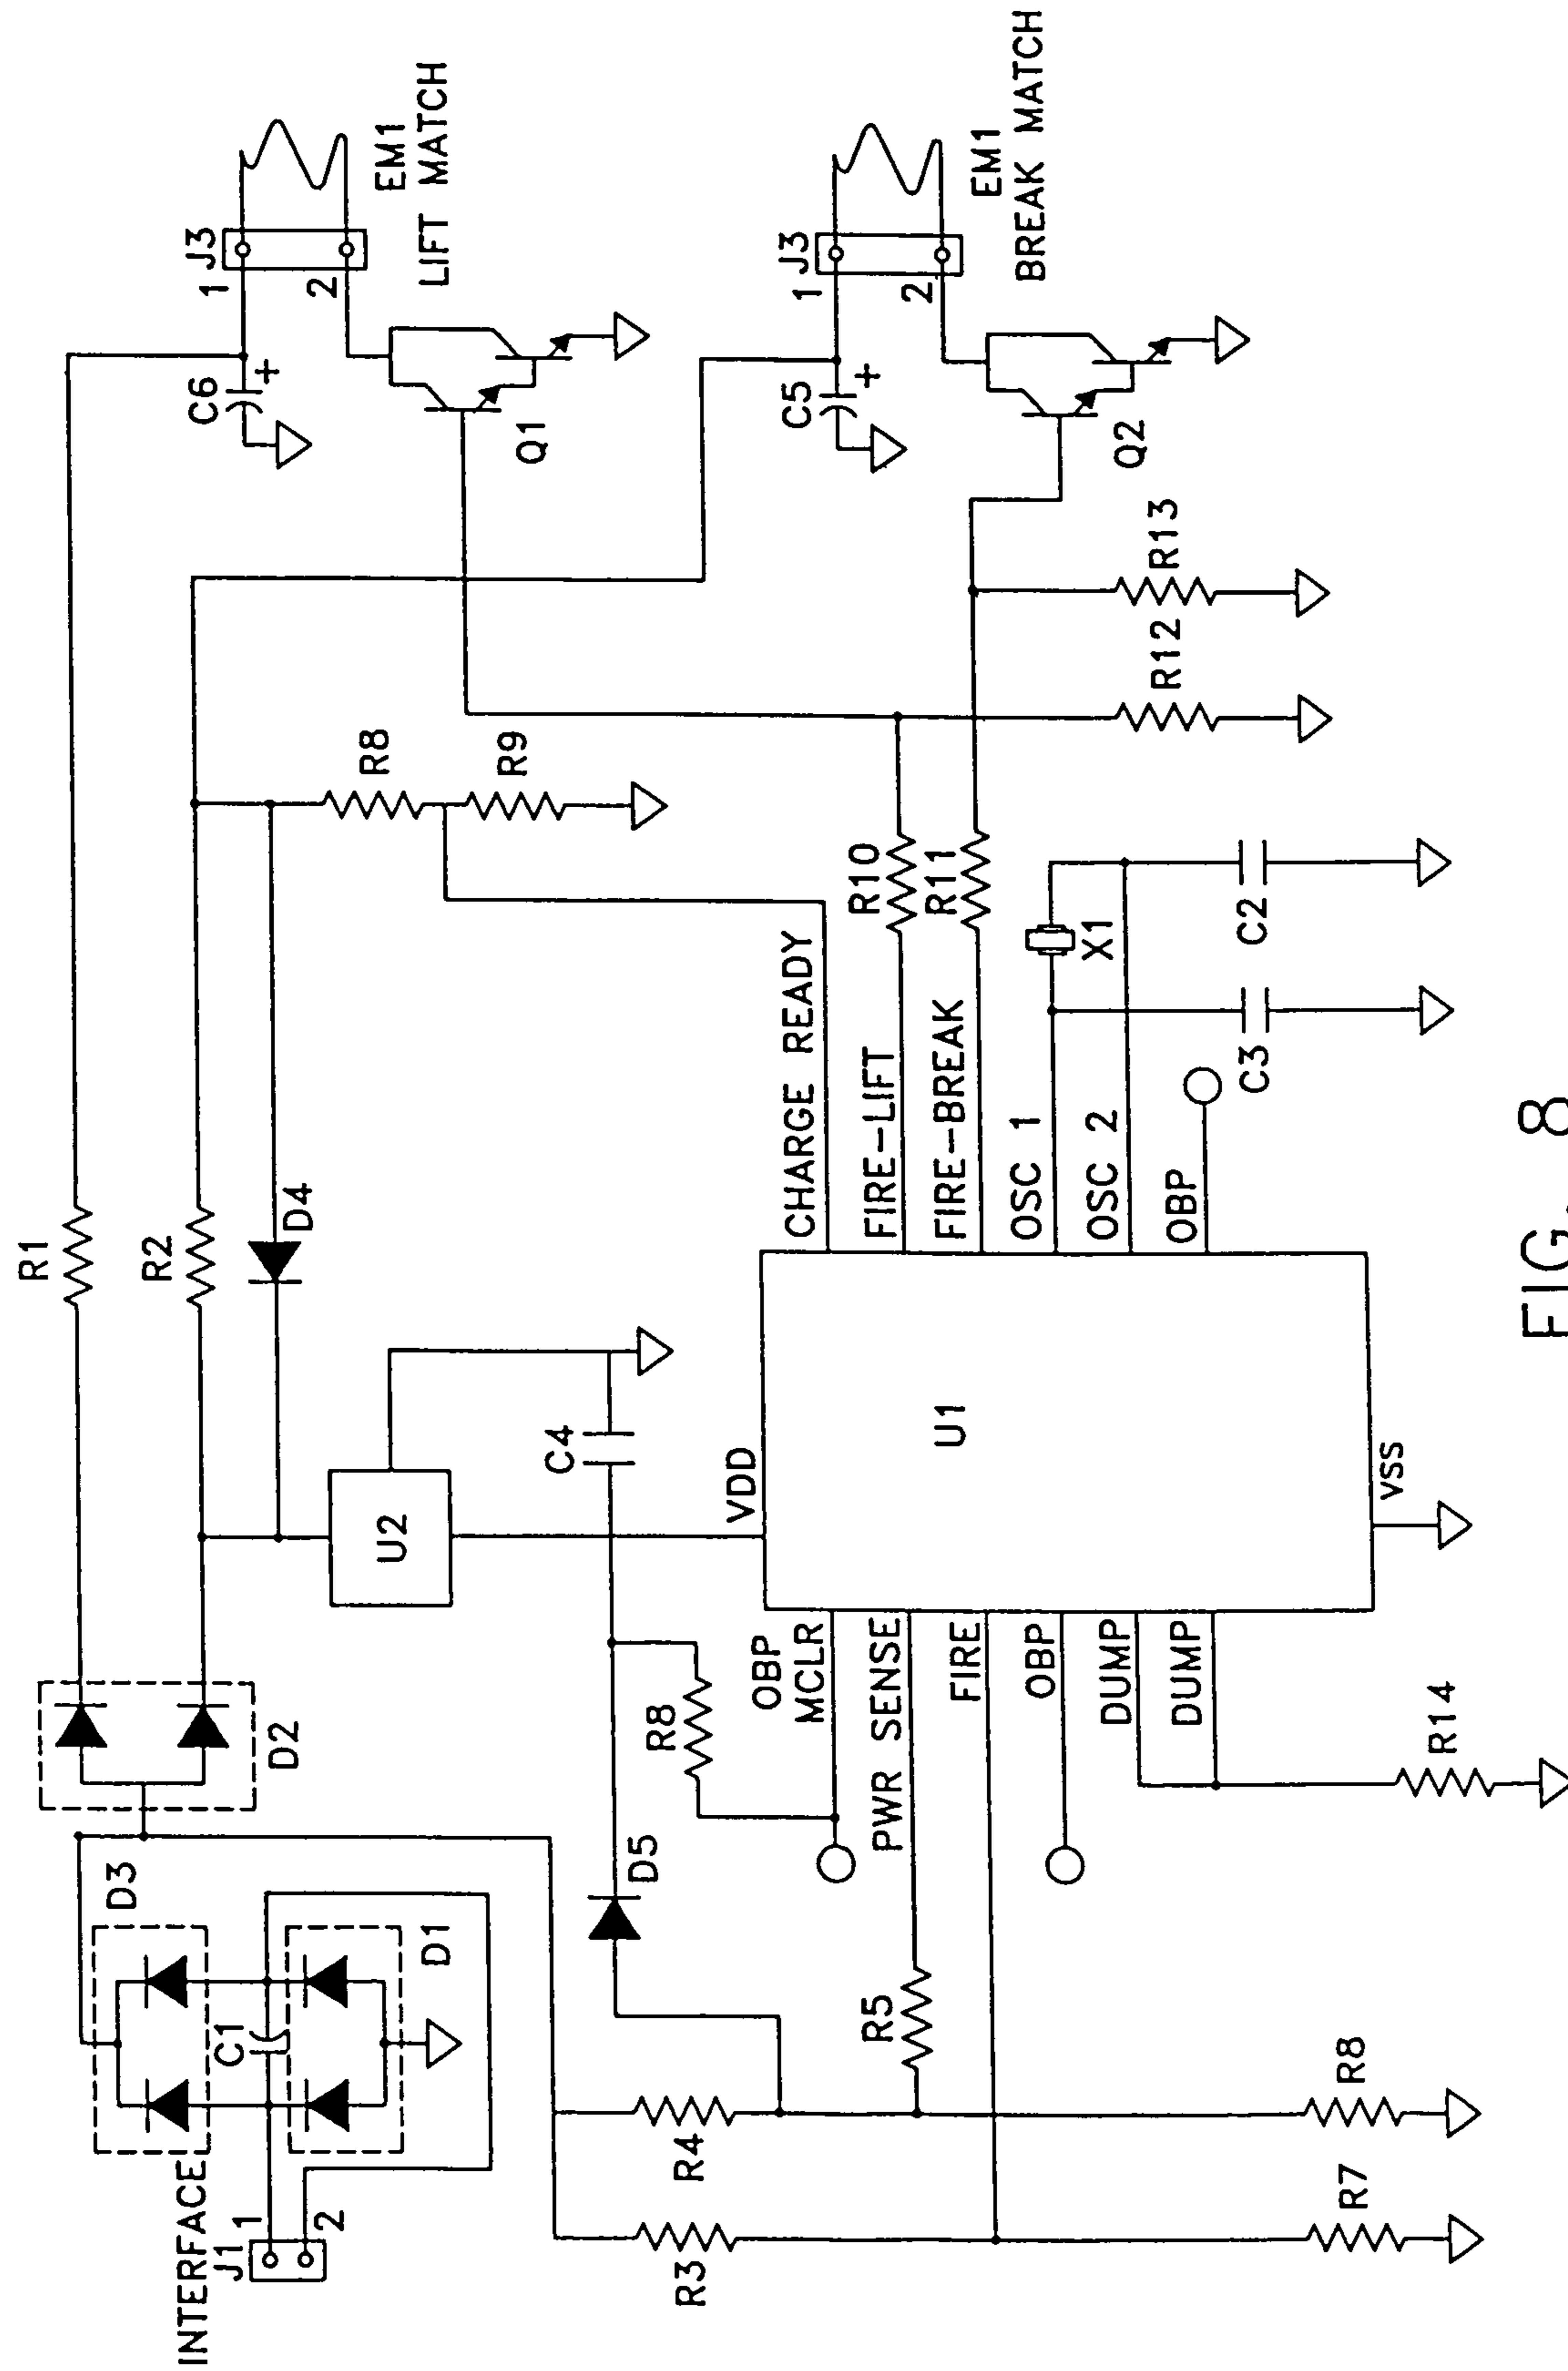 INTERFACE
J1
1
2
D3
C1
D1
D2
R1
R2
D4
U2
C4
D5
R8
R3
R4
R5
R7
R8
R14
OBP
MCLR
PWR SENSE
FIRE
OBP
DUMP
DUMP
VDD
U1
VSS
CHARGE READY
FIRE-LIFT
FIRE-BREAK
OSC 1
OSC 2
OBP
R8
R9
R10
R11
X1
C3
C2
R12
R13
C6
+
J3
1
2
EM1
LIFT MATCH
Q1
C5
+
J3
1
2
EM1
BREAK MATCH
Q2
FIG. 8